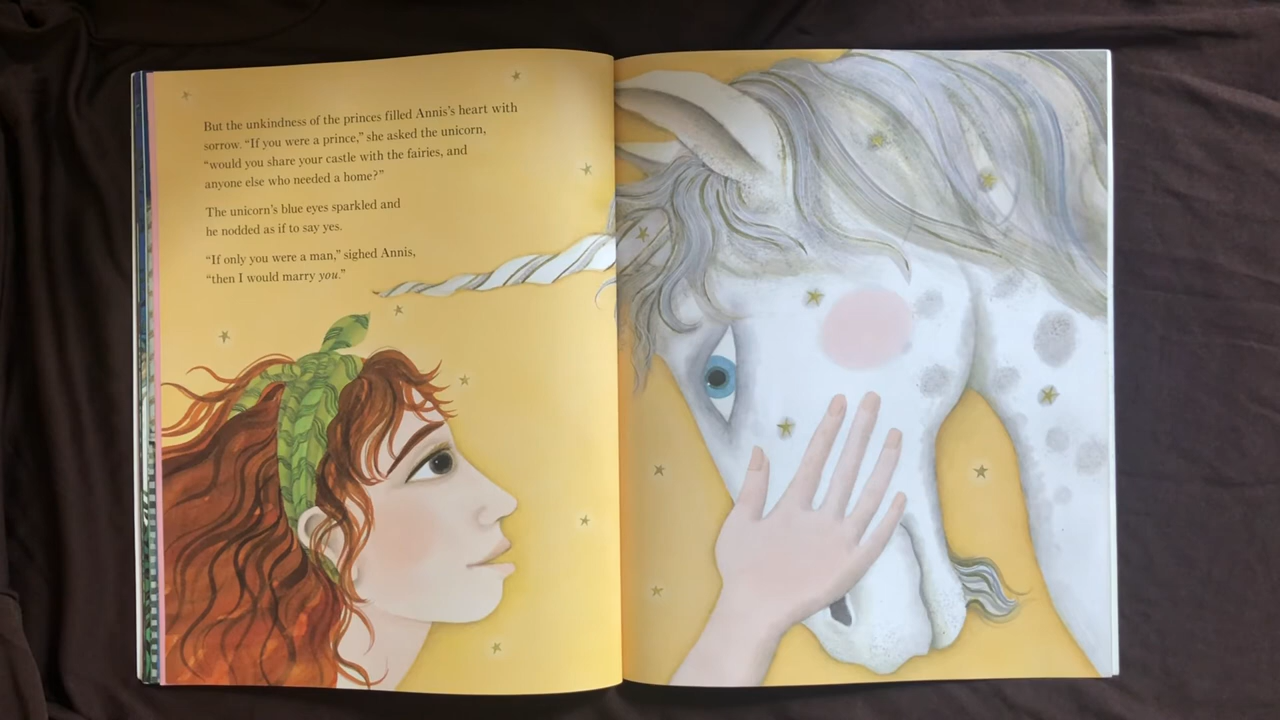 But the unkindness of the princes filled Annis’s heart with
sorrow. “If you were a prince,” she asked the unicorn,
“would you share your castle with the fairies, and
anyone else who needed a home?”
The unicorn’s blue eyes sparkled and
he nodded as if to say yes.
“If only you were a man,” sighed Annis,
“then I would marry you.”